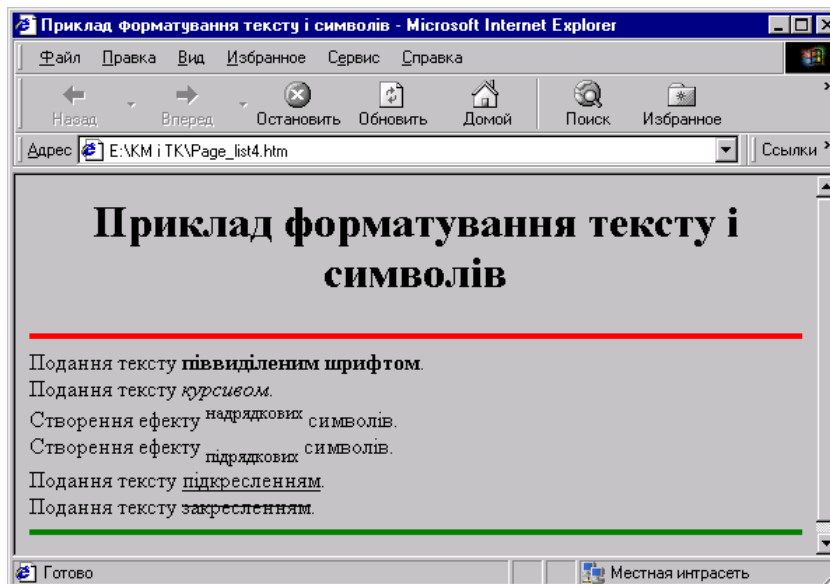 Приклад форматування тексту і символів - Microsoft Internet Explorer
Файл Правка Вид Избранное Сервис Справка
Назад Вперед Остановить Обновить Домой Поиск Избранное
Адрес E:\KM i TK\Page_list4.htm Ссылки
Приклад форматування тексту і
символів
Подання тексту піввиділеним шрифтом.
Подання тексту курсивом.
Створення ефекту надрядкових символів.
Створення ефекту підрядкових символів.
Подання тексту підкресленням.
Подання тексту закресленням.
Готово Местная интрасеть